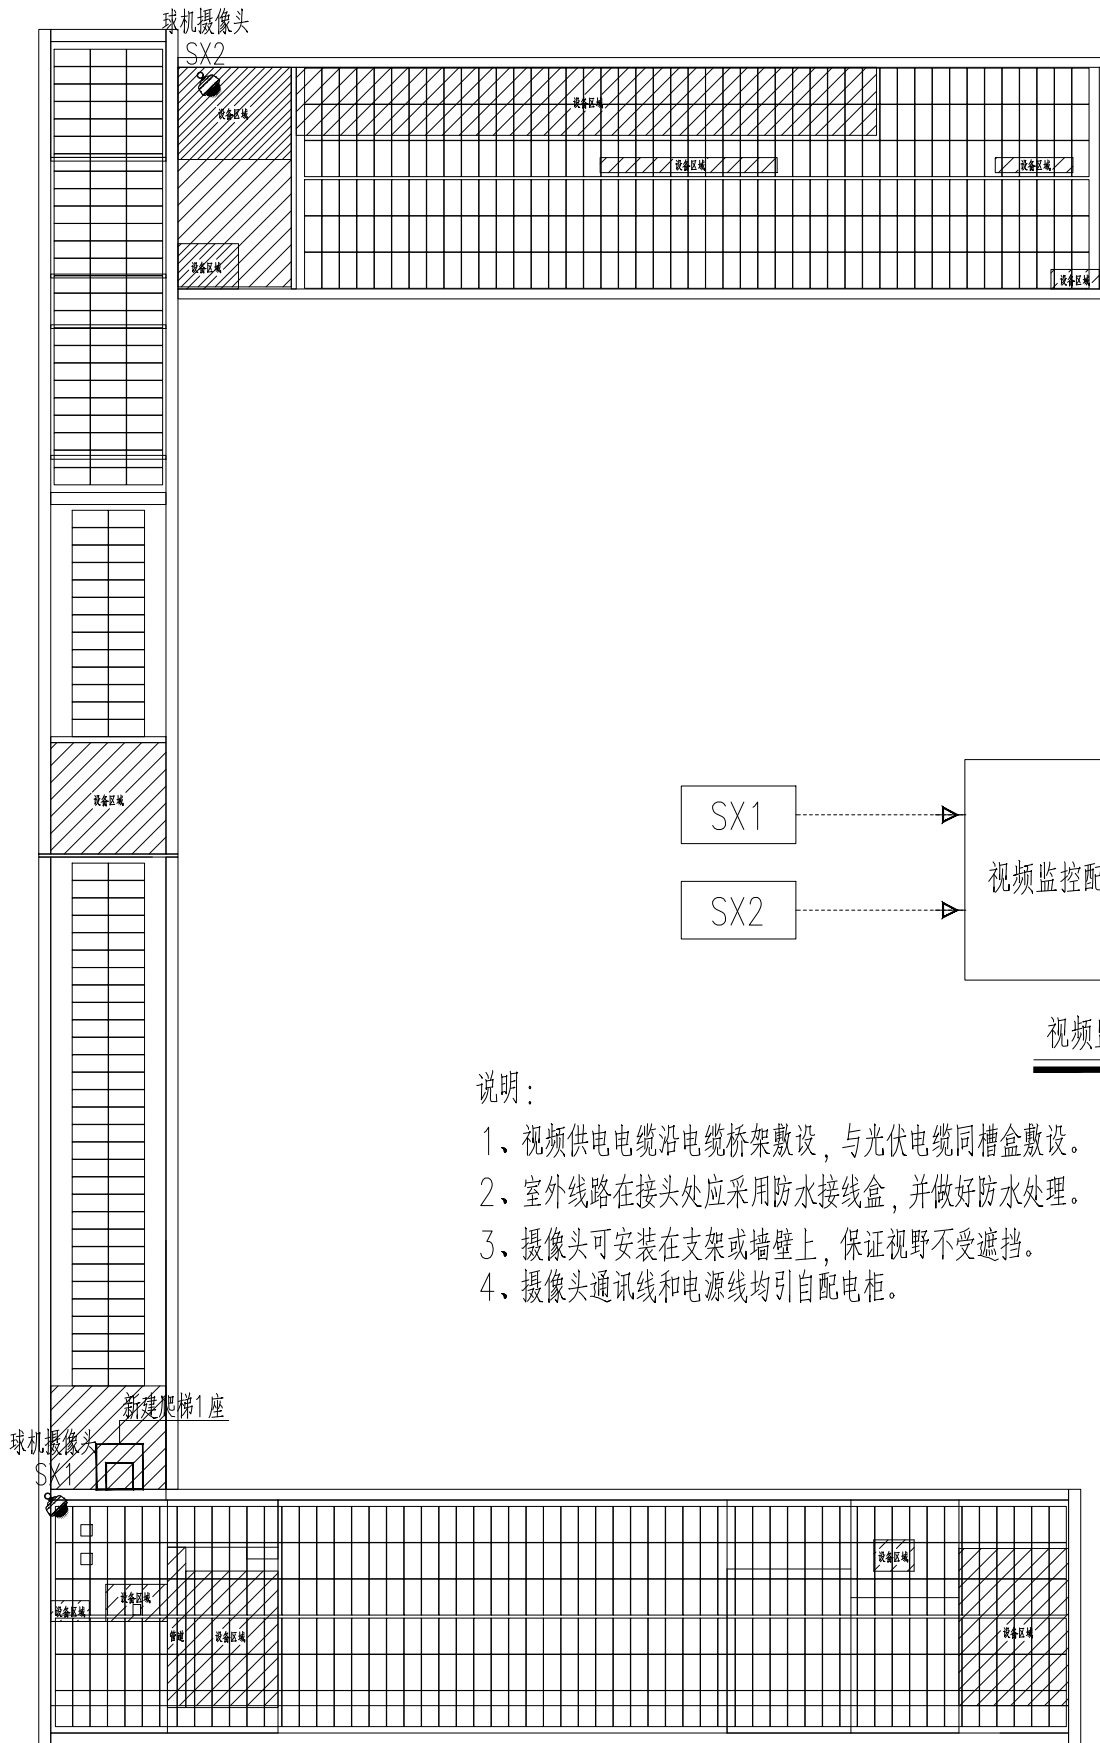 球机摄像头
SX2
设备区域
设备区域
设备区域
设备区域
设备区域
设备区域
设备区域
SX1
视频监控配
SX2
视频监
说明：
1、视频供电电缆沿电缆桥架敷设，与光伏电缆同槽盒敷设。
2、室外线路在接头处应采用防水接线盒，并做好防水处理。
3、摄像头可安装在支架或墙壁上，保证视野不受遮挡。
4、摄像头通讯线和电源线均引自配电柜。
新建爬梯1座
球机摄像头
SX1
设备区域
设备区域
设备区域
管道
设备区域
设备区域